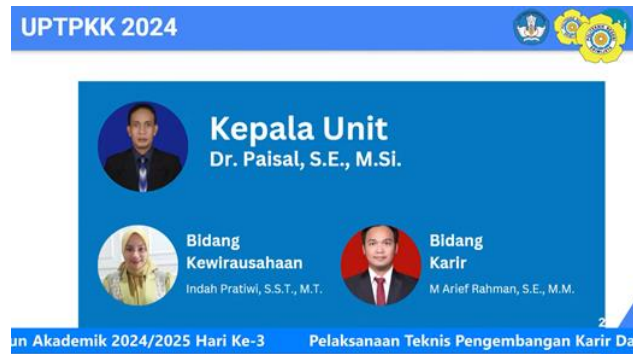 UPTPKK 2024
Kepala Unit
Dr. Paisal, S.E., M.Si.
Bidang
Kewirausahaan
Indah Pratiwi, S.S.T., M.T.
Bidang
Karir
M Arief Rahman, S.E., M.M.
2
un Akademik 2024/2025 Hari Ke-3 Pelaksanaan Teknis Pengembangan Karir Da